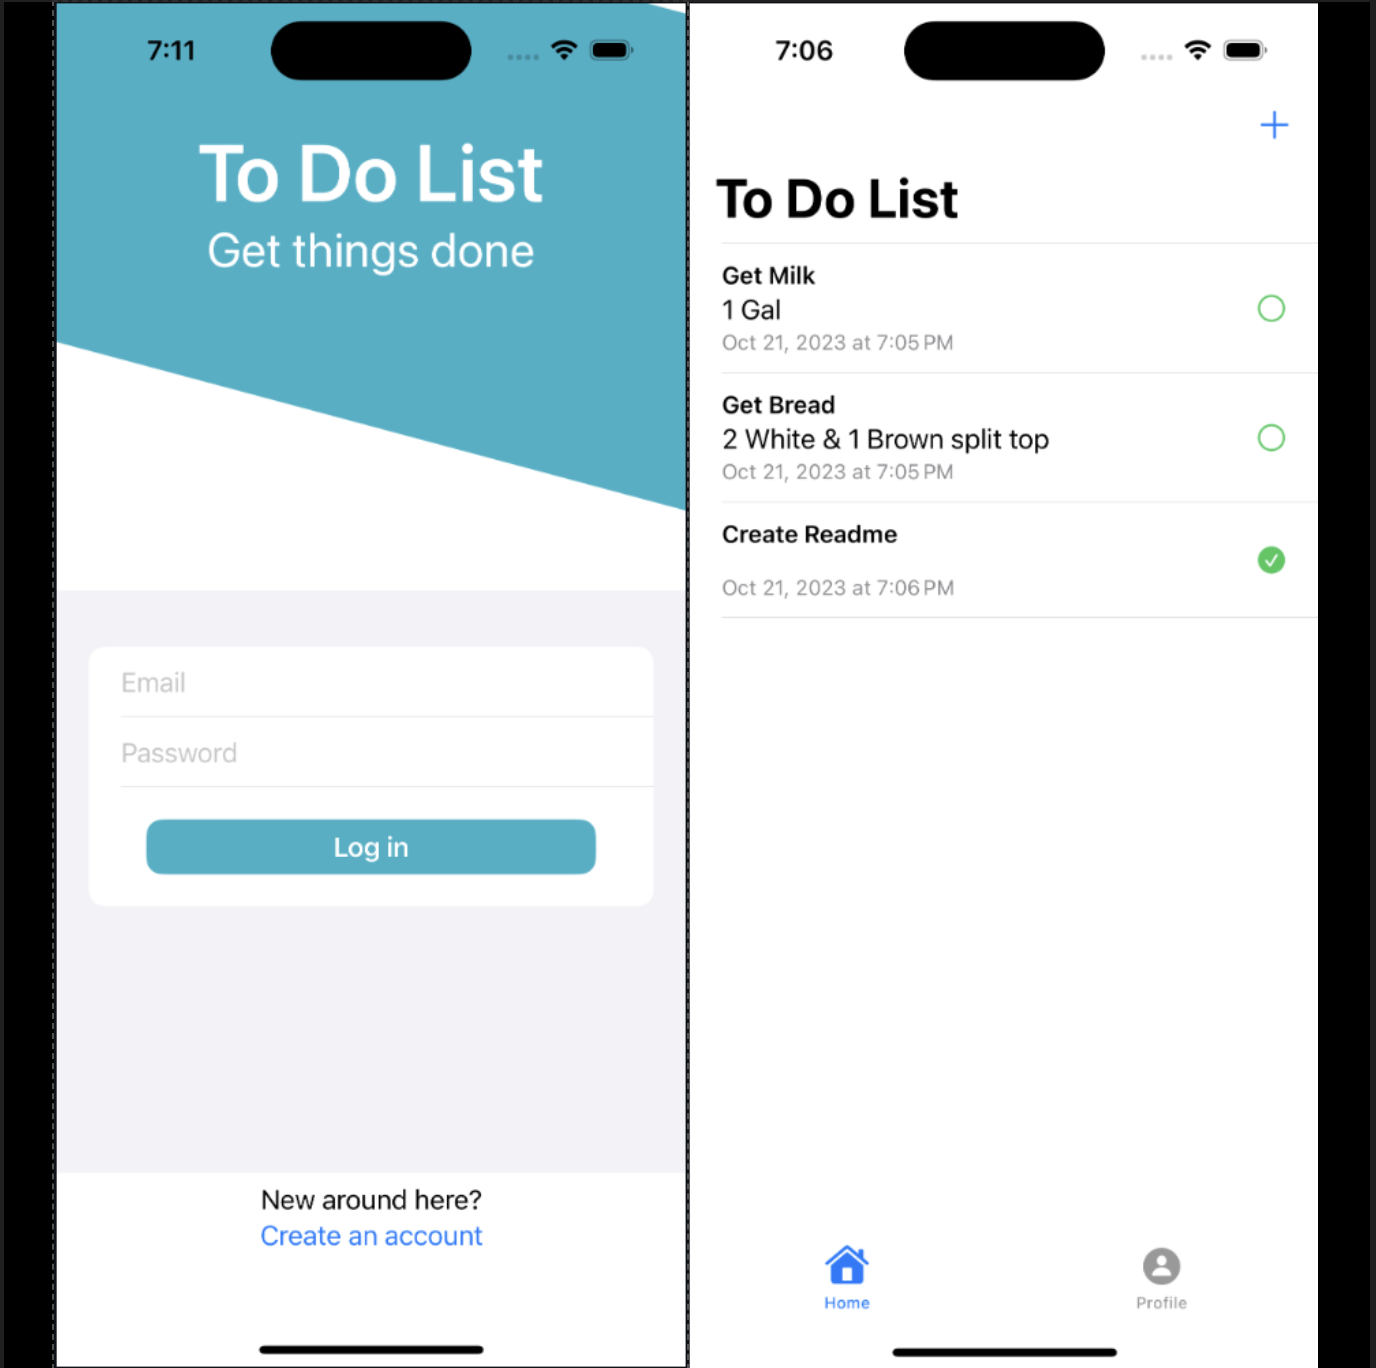 7:11
To Do List
Get things done
Email
Password
Log in
New around here?
Create an account
7:06
To Do List
Get Milk
1 Gal
Oct 21, 2023 at 7:05 PM
Get Bread
2 White & 1 Brown split top
Oct 21, 2023 at 7:05 PM
Create Readme
Oct 21, 2023 at 7:06 PM
Home
Profile